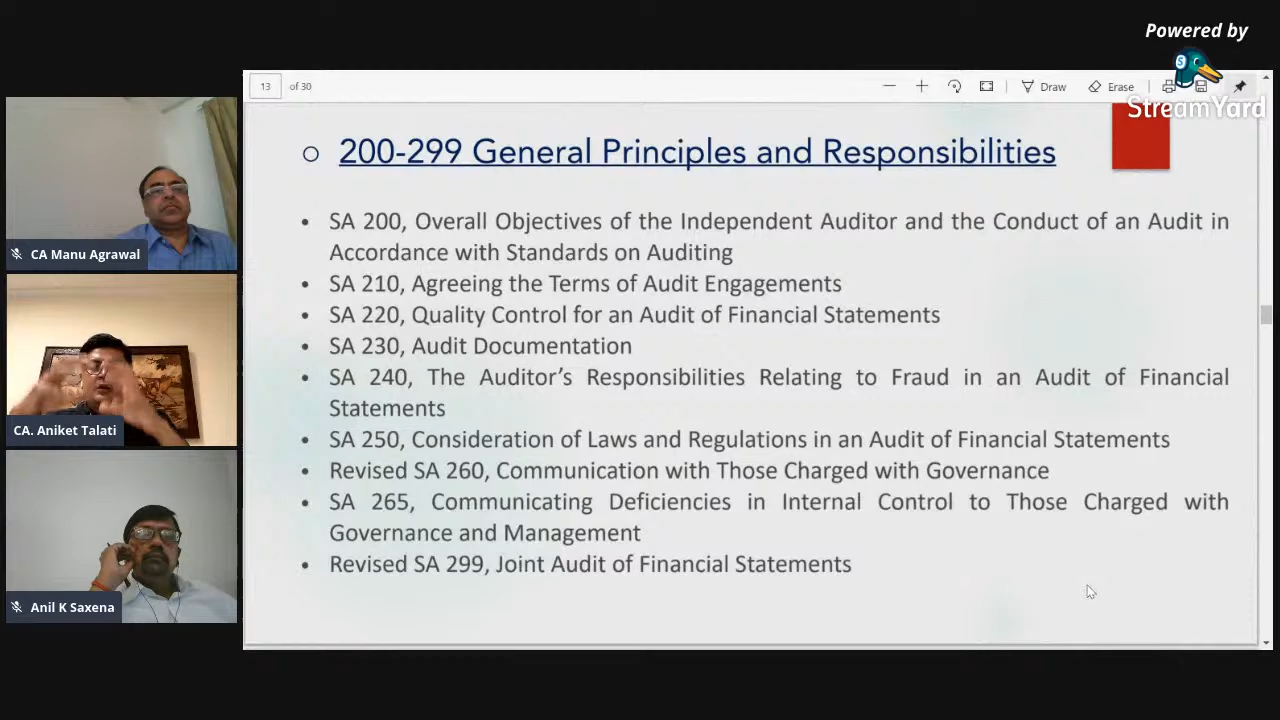 Powered by
StreamYard
13 of 30
Draw
Erase
CA Manu Agrawal
CA. Aniket Talati
Anil K Saxena
200-299 General Principles and Responsibilities
• SA 200, Overall Objectives of the Independent Auditor and the Conduct of an Audit in
Accordance with Standards on Auditing
• SA 210, Agreeing the Terms of Audit Engagements
• SA 220, Quality Control for an Audit of Financial Statements
• SA 230, Audit Documentation
• SA 240, The Auditor’s Responsibilities Relating to Fraud in an Audit of Financial
Statements
• SA 250, Consideration of Laws and Regulations in an Audit of Financial Statements
• Revised SA 260, Communication with Those Charged with Governance
• SA 265, Communicating Deficiencies in Internal Control to Those Charged with
Governance and Management
• Revised SA 299, Joint Audit of Financial Statements